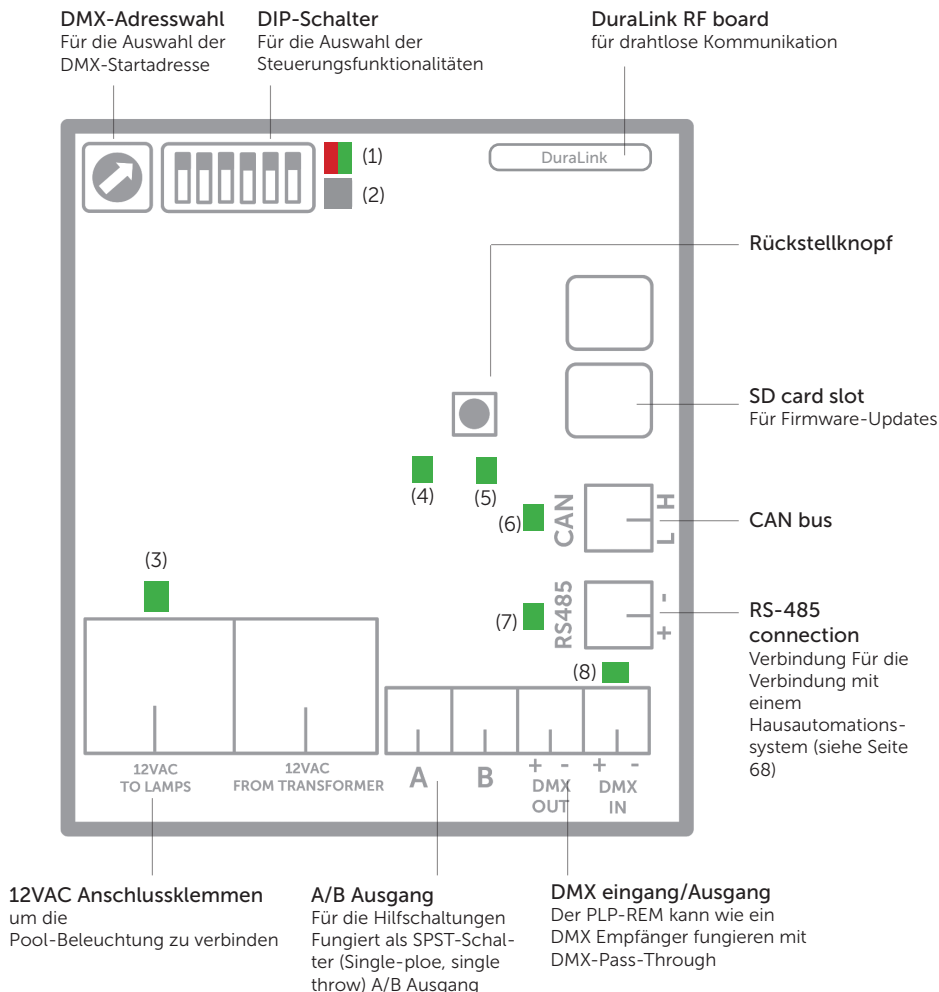 DMX-Adresswahl
Für die Auswahl der
DMX-Startadresse
DIP-Schalter
Für die Auswahl der
Steuerungsfunktionalitäten
DuraLink RF board
für drahtlose Kommunikation
(1)
(2)
DuraLink
Rückstellknopf
SD card slot
Für Firmware-Updates
(4)
(5)
(6)
CAN
H
L
CAN bus
(3)
(7)
RS485
-
+
RS-485
connection
Verbindung Für die
Verbindung mit
einem
Hausautomations-
system (siehe Seite
68)
(8)
12VAC
TO LAMPS
12VAC
FROM TRANSFORMER
A
B
+ -
DMX
OUT
+ -
DMX
IN
12VAC Anschlussklemmen
um die
Pool-Beleuchtung zu verbinden
A/B Ausgang
Für die Hilfschaltungen
Fungiert als SPST-Schal-
ter (Single-ploe, single
throw) A/B Ausgang
DMX eingang/Ausgang
Der PLP-REM kann wie ein
DMX Empfänger fungieren mit
DMX-Pass-Through